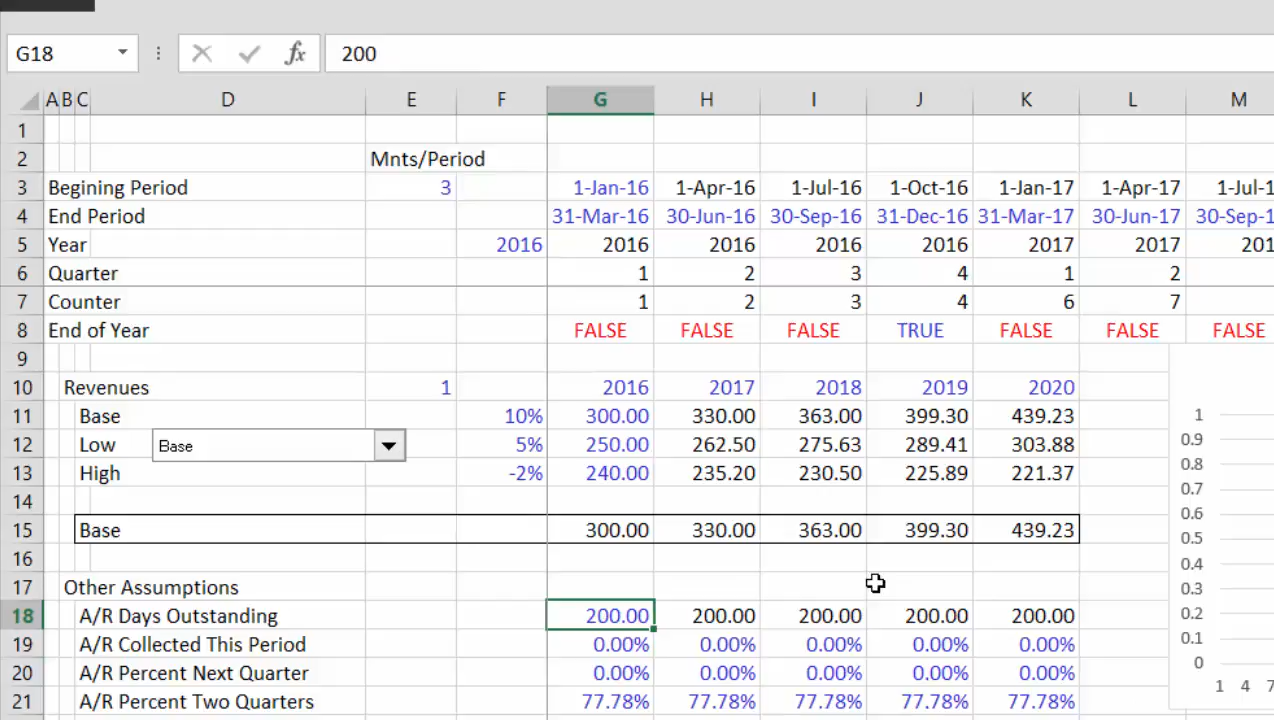 G18 fx 200
A B C D E F G H I J K L M
1
2 Mnts/Period
3 Begining Period 3 1-Jan-16 1-Apr-16 1-Jul-16 1-Oct-16 1-Jan-17 1-Apr-17 1-Jul-1
4 End Period 31-Mar-16 30-Jun-16 30-Sep-16 31-Dec-16 31-Mar-17 30-Jun-17 30-Sep-1
5 Year 2016 2016 2016 2016 2016 2017 2017 201
6 Quarter 1 2 3 4 1 2
7 Counter 1 2 3 4 6 7
8 End of Year FALSE FALSE FALSE TRUE FALSE FALSE FALSE
9
10 Revenues 1 2016 2017 2018 2019 2020
11 Base 10% 300.00 330.00 363.00 399.30 439.23 1
0.9
12 Low Base 5% 250.00 262.50 275.63 289.41 303.88
0.8
13 High -2% 240.00 235.20 230.50 225.89 221.37
0.7
14
0.6
15 Base 300.00 330.00 363.00 399.30 439.23
0.5
16
0.4
17 Other Assumptions
0.3
18 A/R Days Outstanding 200.00 200.00 200.00 200.00 200.00
0.2
19 A/R Collected This Period 0.00% 0.00% 0.00% 0.00% 0.00% 0.1
20 A/R Percent Next Quarter 0.00% 0.00% 0.00% 0.00% 0.00% 0
1 4 7
21 A/R Percent Two Quarters 77.78% 77.78% 77.78% 77.78% 77.78%